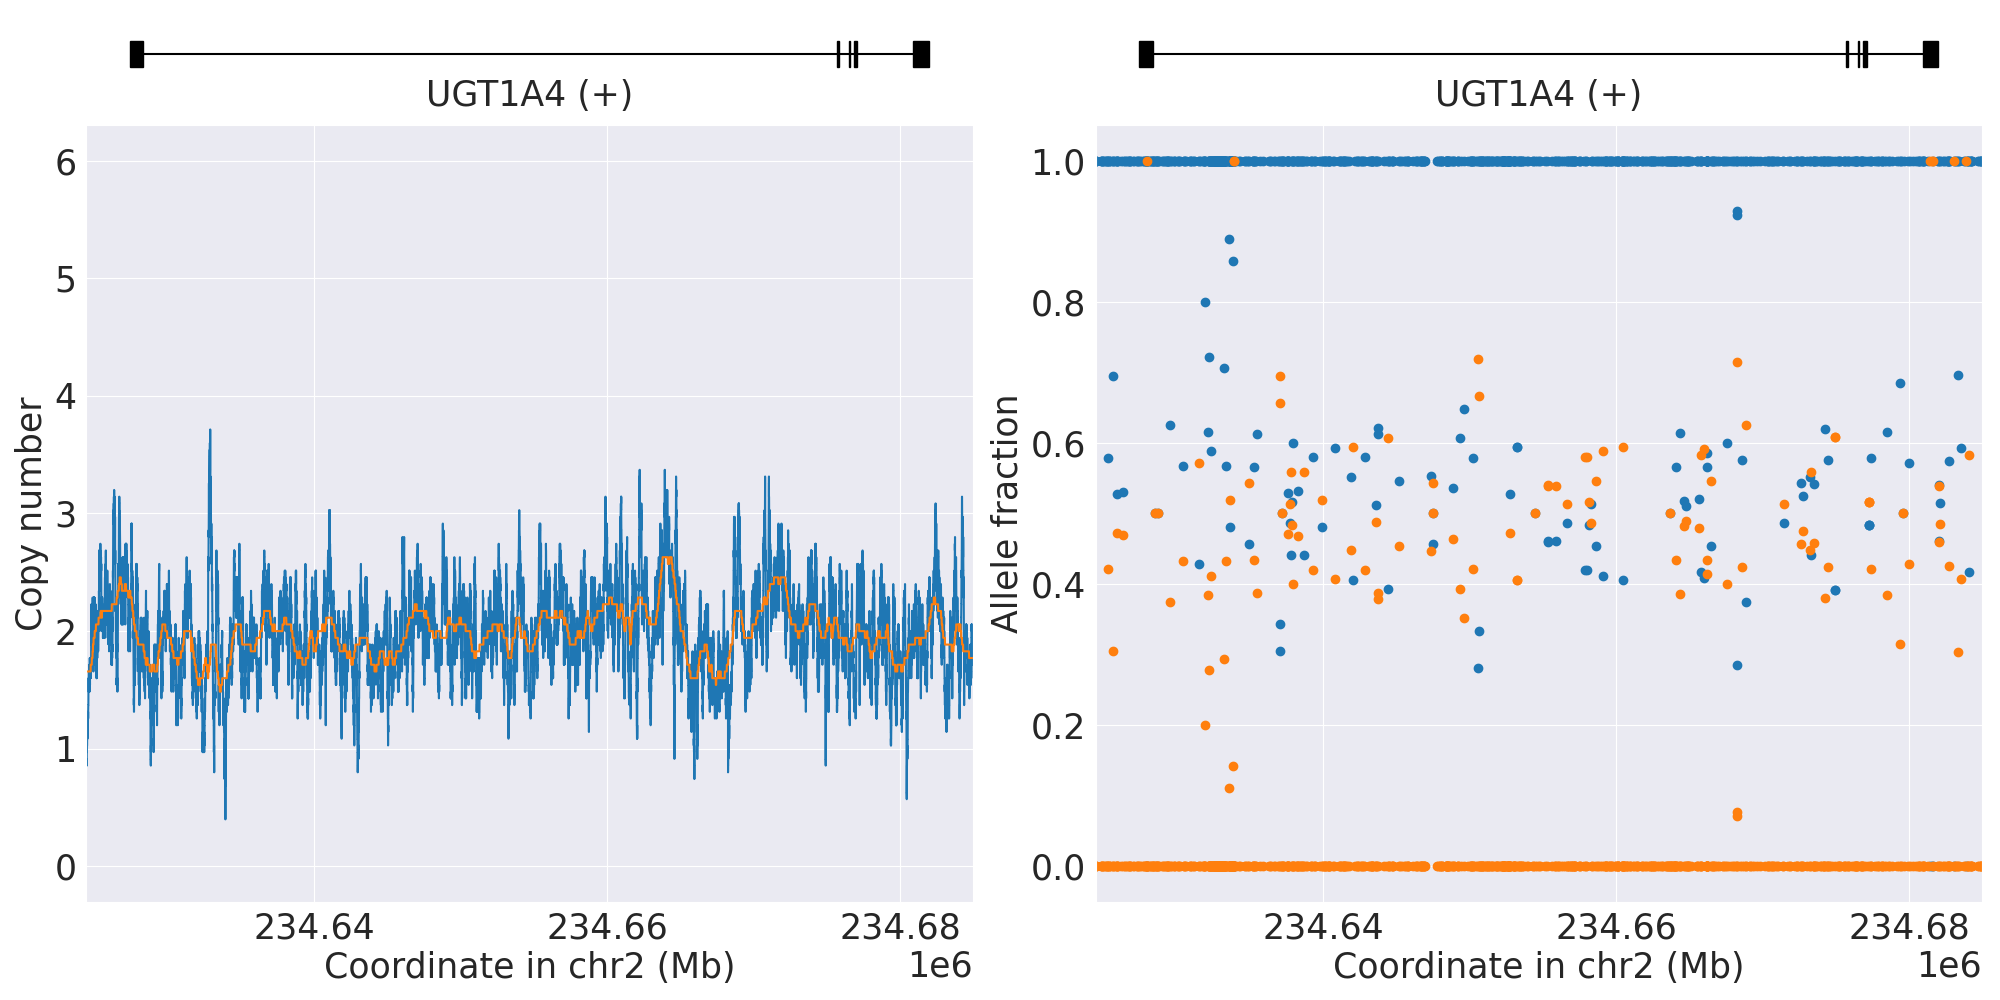 UGT1A4 (+)
6
5
4
3
2
1
0
Copy number
234.64 234.66 234.68
Coordinate in chr2 (Mb)
1e6
UGT1A4 (+)
1.0
0.8
0.6
0.4
0.2
0.0
Allele fraction
234.64 234.66 234.68
Coordinate in chr2 (Mb)
1e6